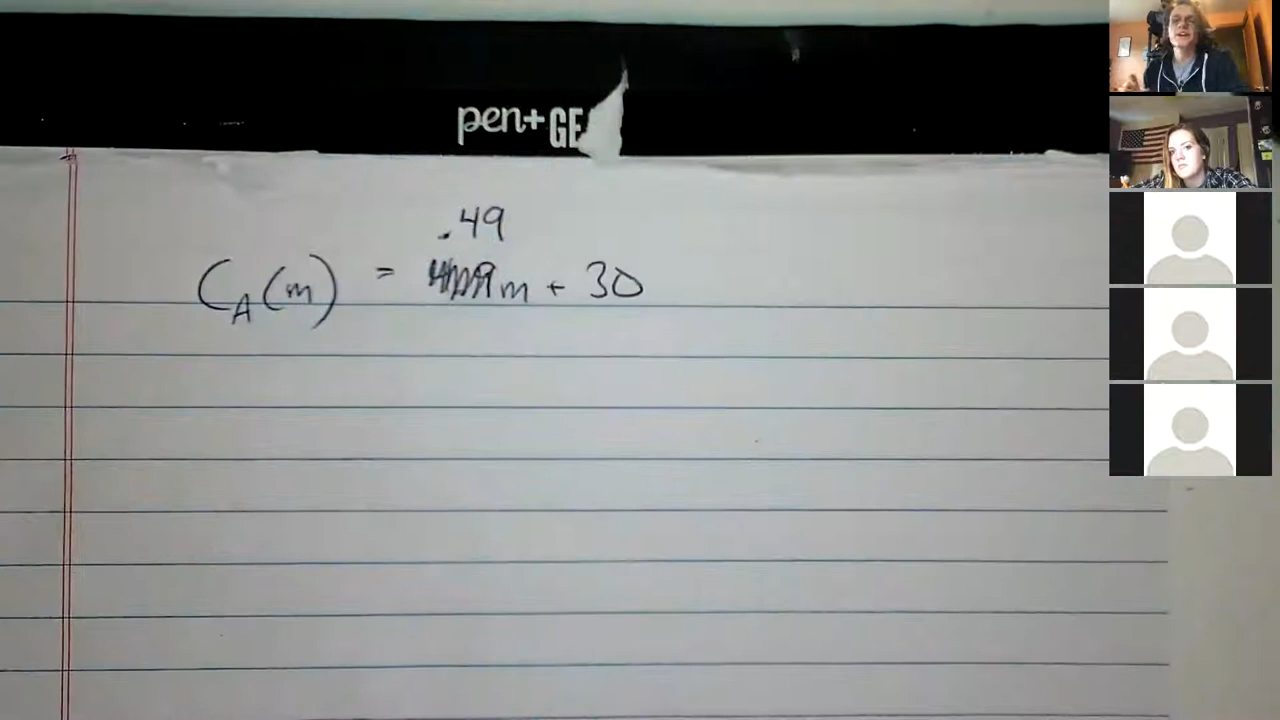 pen+GE
.49
C_A(m) = m + 30